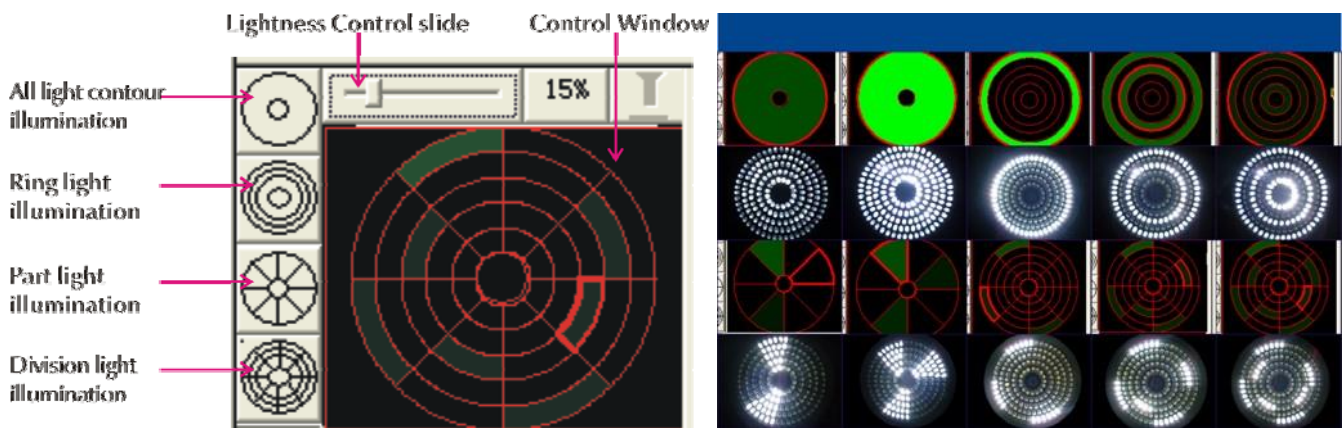 Lightness Control slide
Control Window
All light contour
illumination
15%
Ring light
illumination
Part light
illumination
Division light
illumination